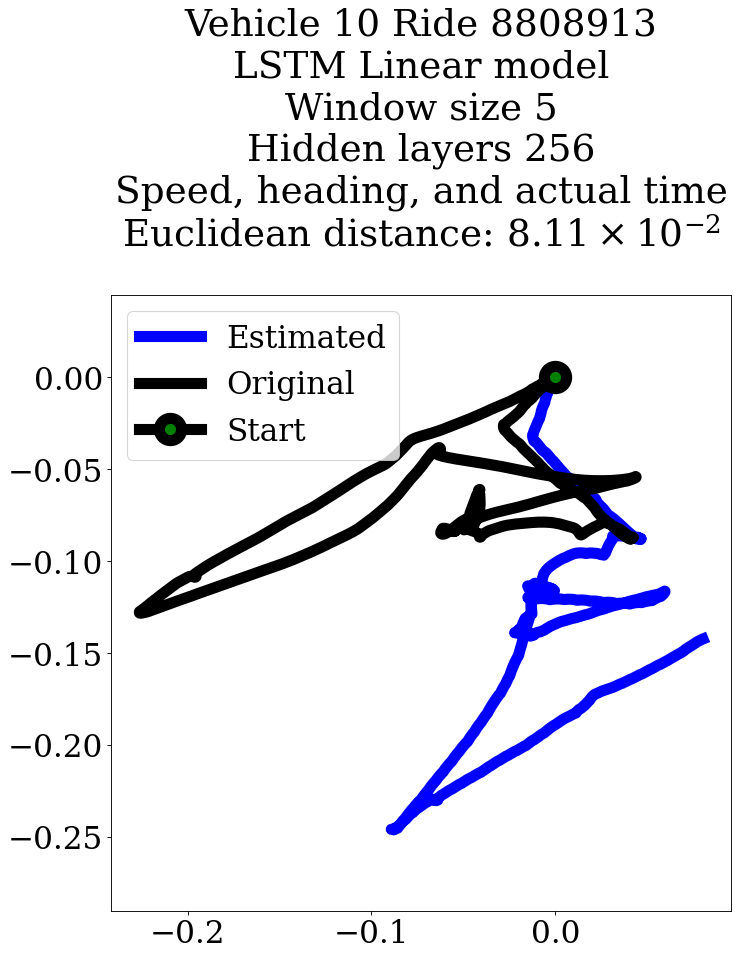 Vehicle 10 Ride 8808913
LSTM Linear model
Window size 5
Hidden layers 256
Speed, heading, and actual time
Euclidean distance: 8.11 × 10⁻²
Estimated
Original
Start
0.00
−0.05
−0.10
−0.15
−0.20
−0.25
−0.2
−0.1
0.0